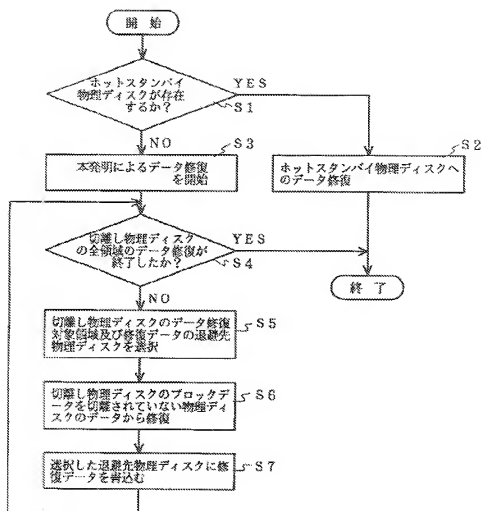 開始
ホットスタンバイ
物理ディスクが存在
するか?
S1
YES
NO
S3
本発明によるデータ修復
を開始
S2
ホットスタンバイ物理ディスクへ
のデータ修復
切離し物理ディスク
の全領域のデータ修復が
終了したか?
S4
YES
終了
NO
切離し物理ディスクのデータ修復
対象領域及び修復データの退避先
物理ディスクを選択
S5
切離し物理ディスクのブロックデ
ータを切離されていない物理ディ
スクのデータから修復
S6
選択した退避先物理ディスクに修
復データを書込む
S7